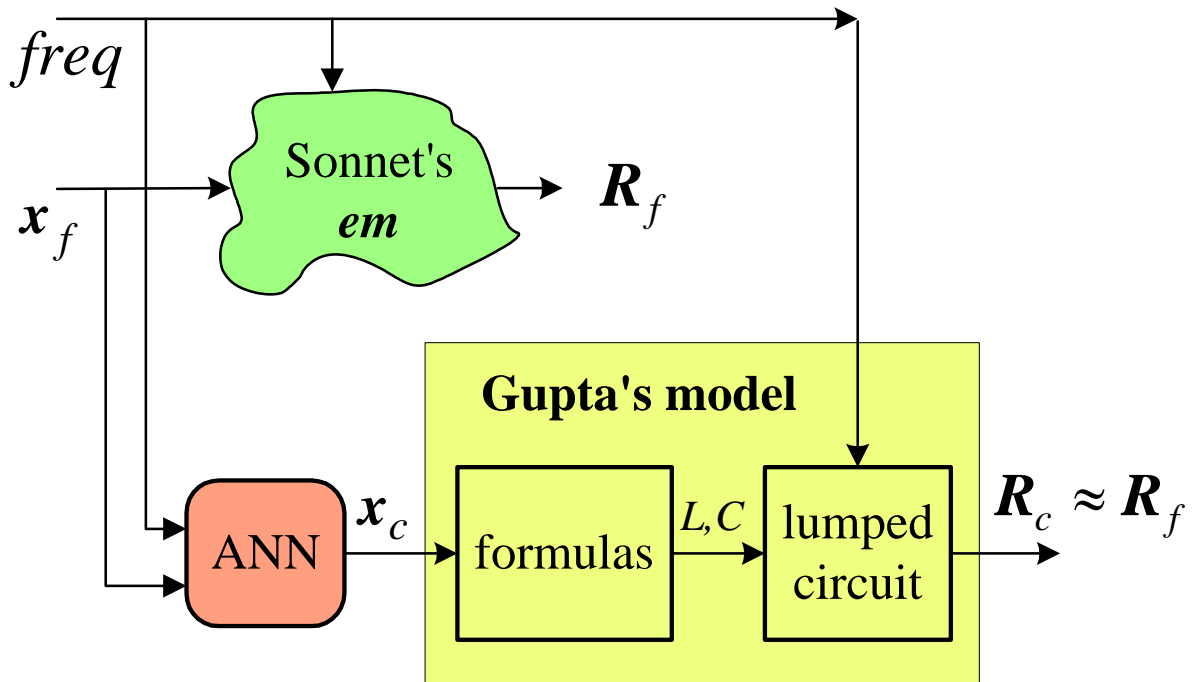 freq
Sonnet's
em
x_f
R_f
Gupta's model
ANN
x_c
formulas
L,C
lumped
circuit
R_c ≈ R_f